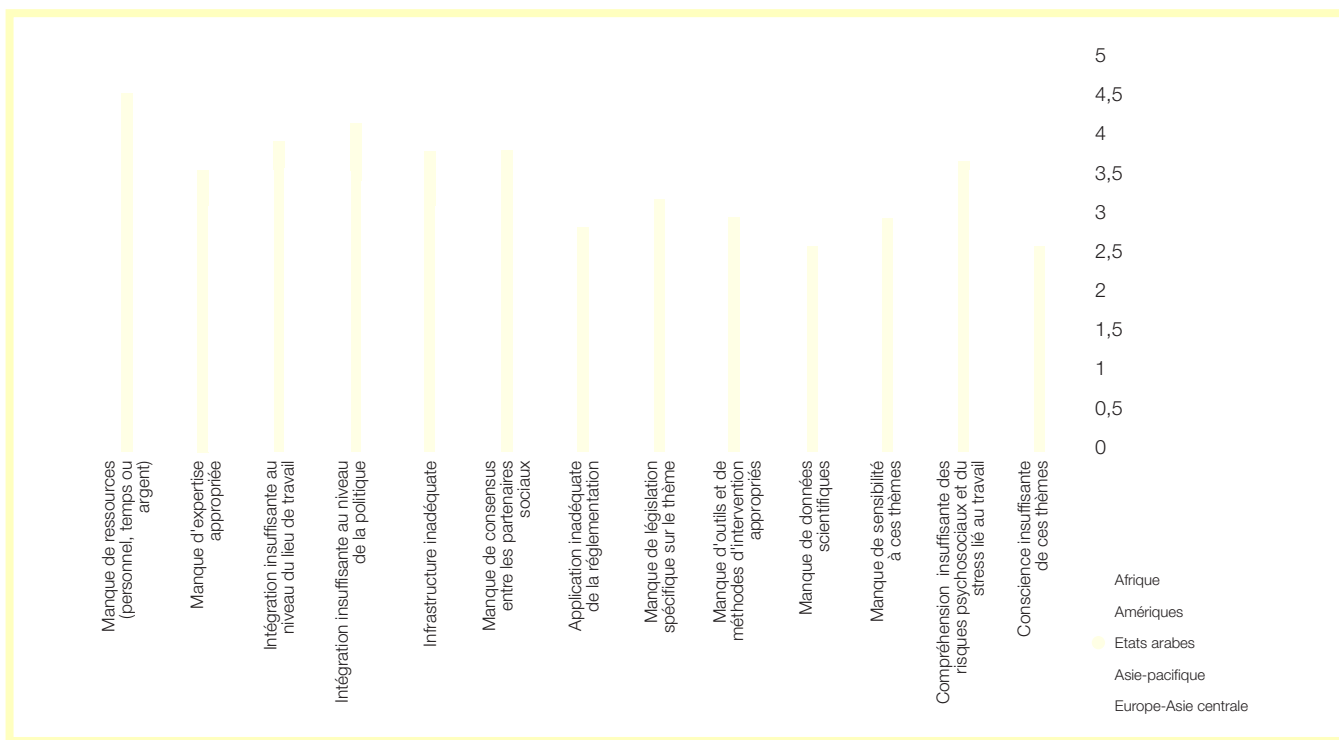 5
4,5
4
3,5
3
2,5
2
1,5
1
0,5
0
Manque de ressources
(personnel, temps ou
argent)
Manque d'expertise
appropriée
Intégration insuffisante au
niveau du lieu de travail
Intégration insuffisante au niveau
de la politique
Infrastructure inadéquate
Manque de consensus
entre les partenaires
sociaux
Application inadéquate
de la réglementation
Manque de législation
spécifique sur le thème
Manque d'outils et de
méthodes d'intervention
appropriés
Manque de données
scientifiques
Manque de sensibilité
à ces thèmes
Compréhension insuffisante des
risques psychosociaux et du
stress lié au travail
Conscience insuffisante
de ces thèmes
Afrique
Amériques
Etats arabes
Asie-pacifique
Europe-Asie centrale